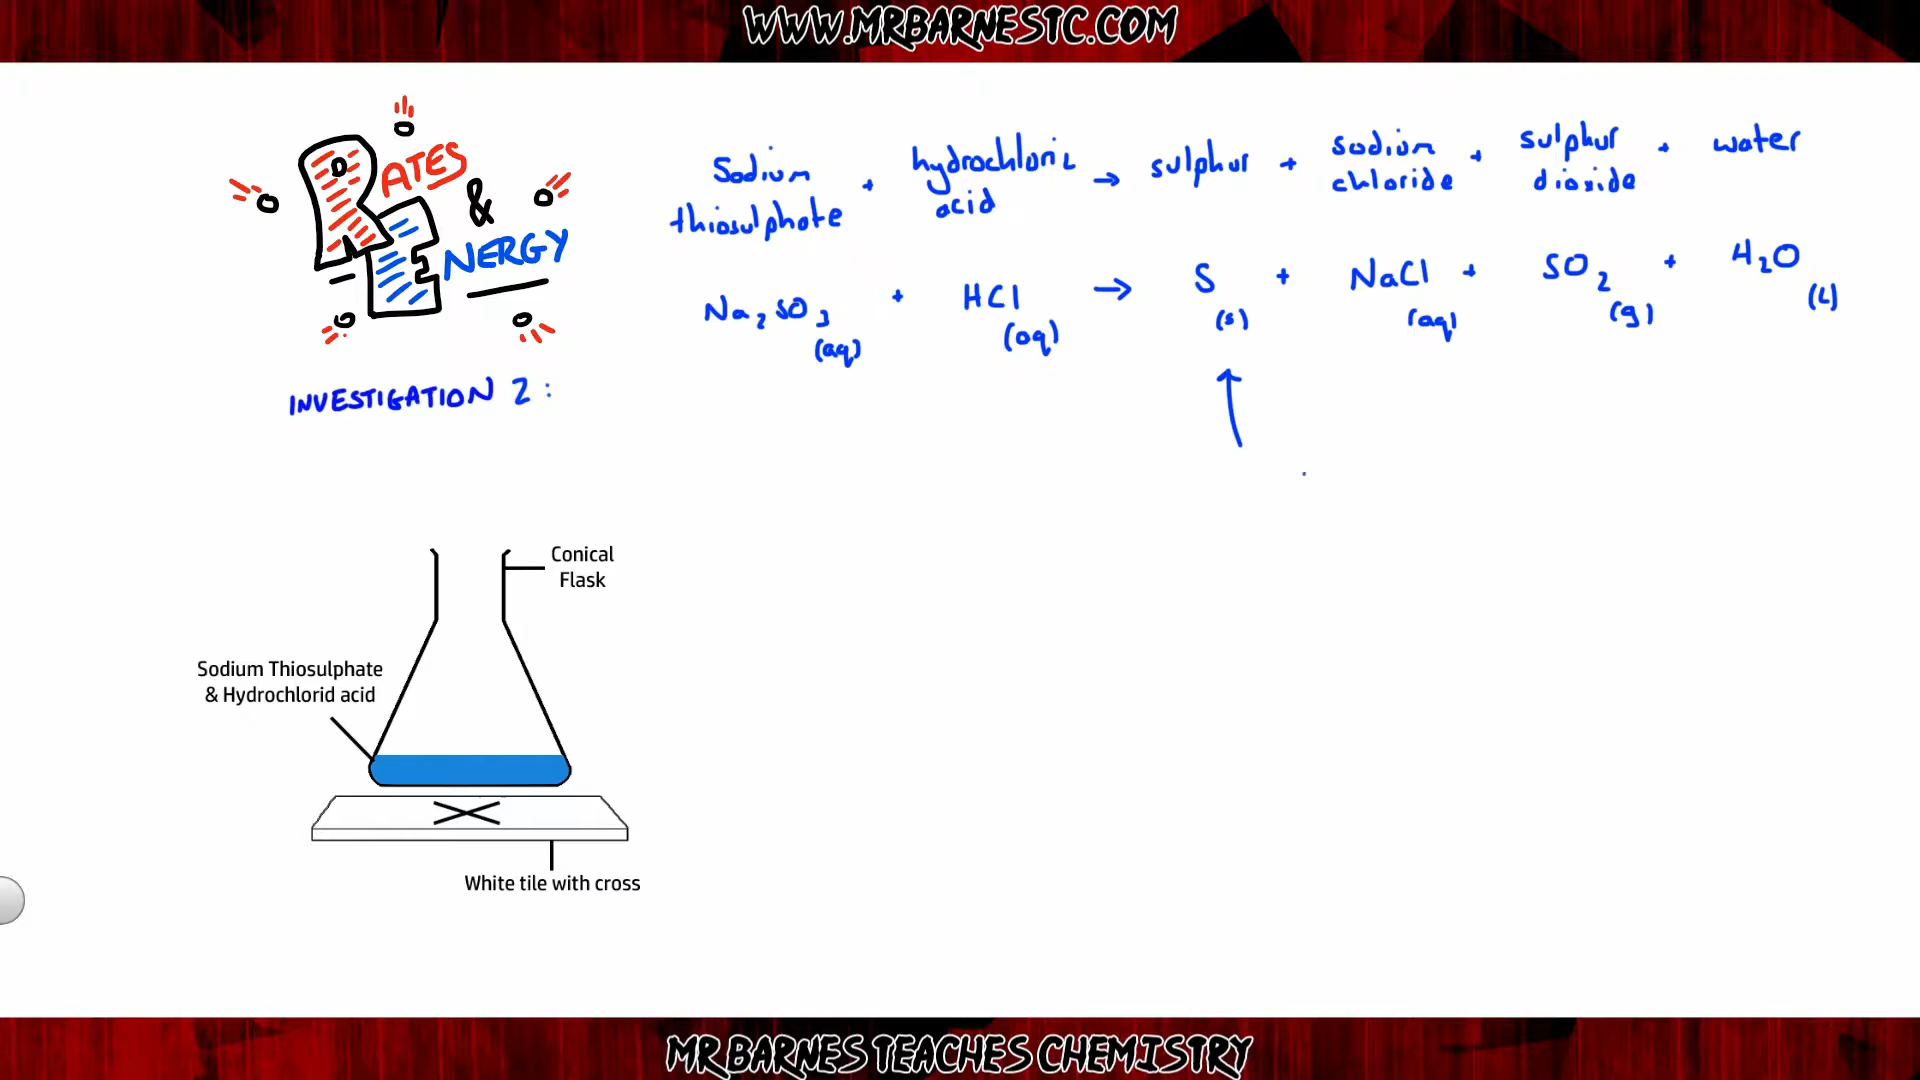 WWW.MRBARNESTC.COM
RATES
&
ENERGY
INVESTIGATION 2:
Sodium thiosulphate + hydrochloric acid → sulphur + sodium chloride + sulphur dioxide + water
Na₂SO₃(aq) + HCl(aq) → S(s) + NaCl(aq) + SO₂(g) + H₂O(L)
Conical
Flask
Sodium Thiosulphate
& Hydrochlorid acid
White tile with cross
MR BARNES TEACHES CHEMISTRY